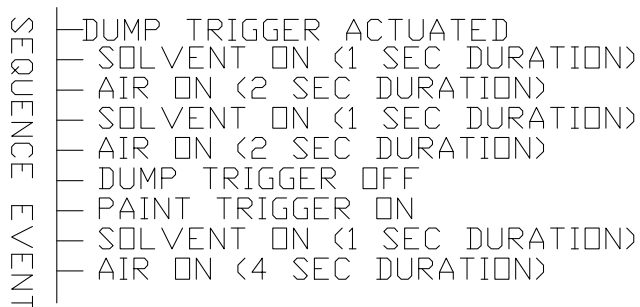 SEQUENCE EVENT
DUMP TRIGGER ACTUATED
SOLVENT ON (1 SEC DURATION)
AIR ON (2 SEC DURATION)
SOLVENT ON (1 SEC DURATION)
AIR ON (2 SEC DURATION)
DUMP TRIGGER OFF
PAINT TRIGGER ON
SOLVENT ON (1 SEC DURATION)
AIR ON (4 SEC DURATION)